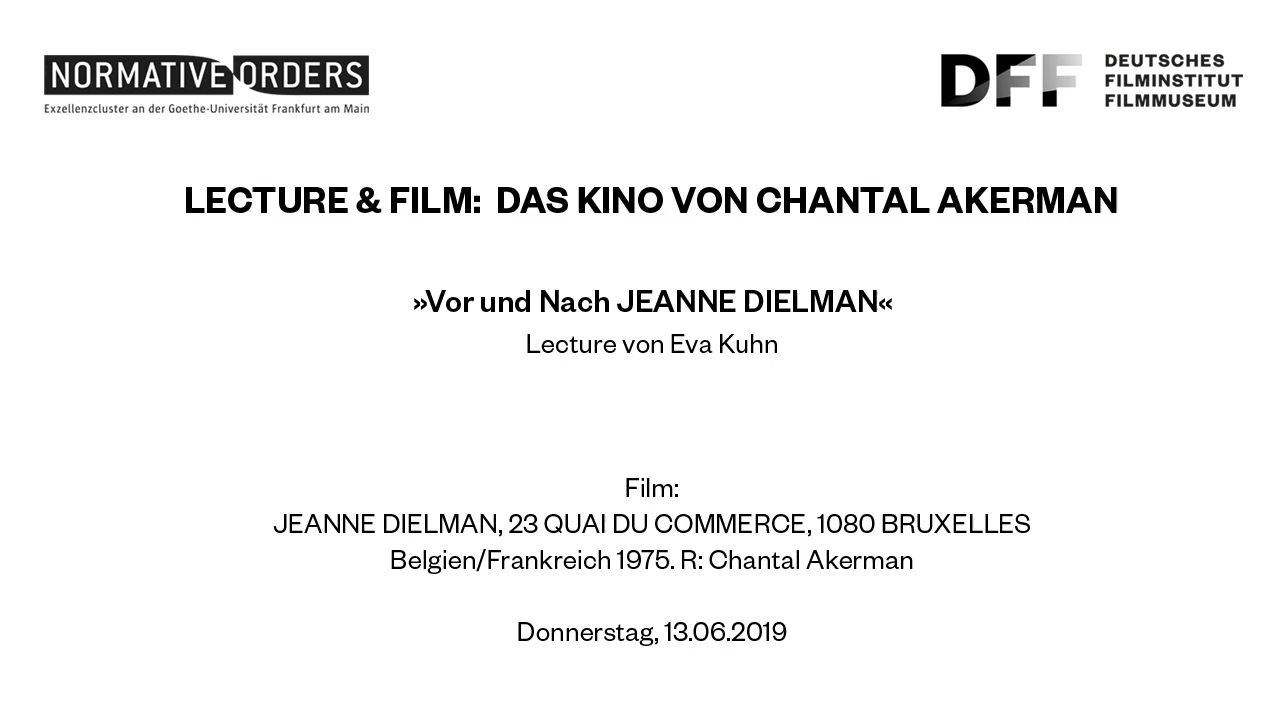 NORMATIVE ORDERS
Exzellenzcluster an der Goethe-Universität Frankfurt am Main
DFF
DEUTSCHES
FILMINSTITUT
FILMMUSEUM
LECTURE & FILM: DAS KINO VON CHANTAL AKERMAN
»Vor und Nach JEANNE DIELMAN«
Lecture von Eva Kuhn
Film:
JEANNE DIELMAN, 23 QUAI DU COMMERCE, 1080 BRUXELLES
Belgien/Frankreich 1975. R: Chantal Akerman
Donnerstag, 13.06.2019